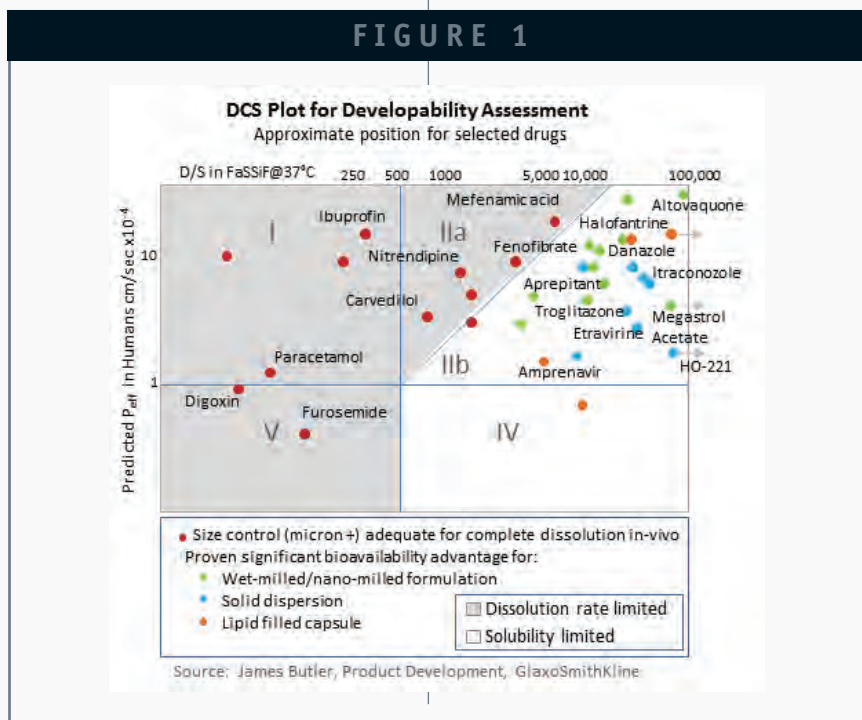 FIGURE 1
DCS Plot for Developability Assessment
Approximate position for selected drugs
D/S in FaSSiF@37°C 250 500 1000 5,000 10,000 100,000
Mefenamic acid
Altovaquone
Ibuprofin
I
IIa
Halofantrine
Nitrendipine
Fenofibrate
Danazole
10
Itraconozole
Aprepitant
Carvedilol
Troglitazone
Megastrol
Acetate
Etravirine
Paracetamol
IIb
HO-221
Amprenavir
1
Digoxin
Furosemide
V
IV
Predicted Peff in Humans cm/sec x10-4
Size control (micron +) adequate for complete dissolution in-vivo
Proven significant bioavailability advantage for:
Wet-milled/nano-milled formulation
Solid dispersion
Lipid filled capsule
Dissolution rate limited
Solubility limited
Source: James Butler, Product Development, GlaxoSmithKline